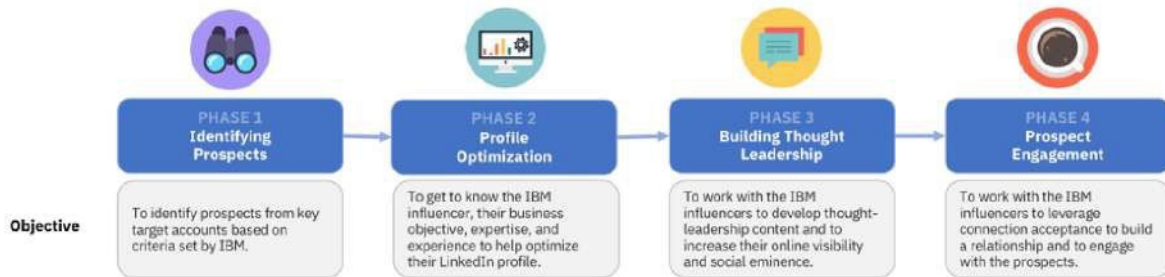 PHASE 1
Identifying
Prospects
PHASE 2
Profile
Optimization
PHASE 3
Building Thought
Leadership
PHASE 4
Prospect
Engagement
Objective
To identify prospects from key
target accounts based on
criteria set by IBM.
To get to know the IBM
influencer, their business
objective, expertise, and
experience to help optimize
their LinkedIn profile.
To work with the IBM
influencers to develop thought-
leadership content and to
increase their online visibility
and social eminence.
To work with the IBM
influencers to leverage
connection acceptance to build
a relationship and to engage
with the prospects.